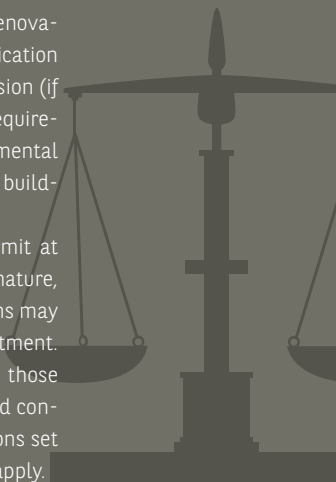 enova-
ication
sion (if
equire-
mental
build-
mit at
nature,
ns may
tment.
those
d con-
ons set
apply.